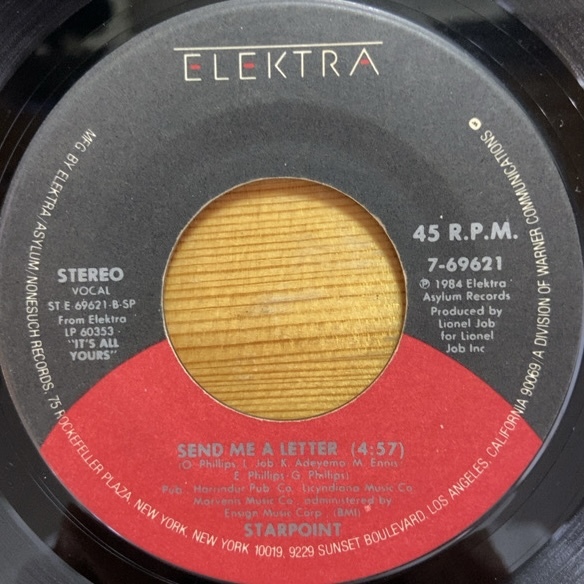 ELEKTRA
45 R.P.M.
7-69621
℗ 1984 Elektra
Asylum Records
Produced by
Lionel Job
for Lionel
Job Inc
STEREO
VOCAL
ST E-69621-B-SP
From Elektra
LP 60353
"IT'S ALL
YOURS"
SEND ME A LETTER (4:57)
(O. Phillips L. Job K. Adeyemo M. Ennis
E. Phillips G. Phillips)
Pub. Harrindur Pub. Co. Licyndiana Music Co.
Marvann Music Co. administered by
Ensign Music Corp. (BMI)
STARPOINT
MFG BY ELEKTRA/ASYLUM/NONESUCH RECORDS, 75 ROCKEFELLER PLAZA, NEW YORK, NEW YORK 10019, 9229 SUNSET BOULEVARD, LOS ANGELES, CALIFORNIA 90069/A DIVISION OF WARNER COMMUNICATIONS